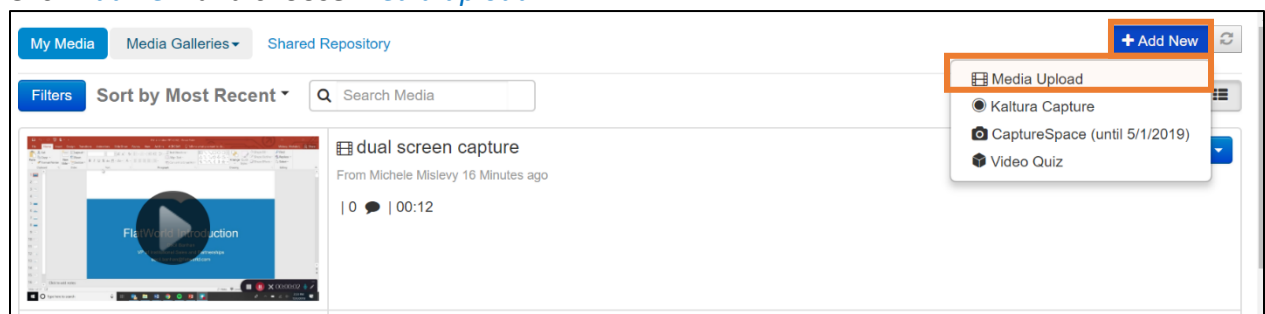 My Media Media Galleries Shared Repository + Add New
Filters Sort by Most Recent Search Media
Media Upload
Kaltura Capture
CaptureSpace (until 5/1/2019)
Video Quiz
dual screen capture
From Michele Mislevy 16 Minutes ago
| 0 | 00:12
FlatWorld Introduction